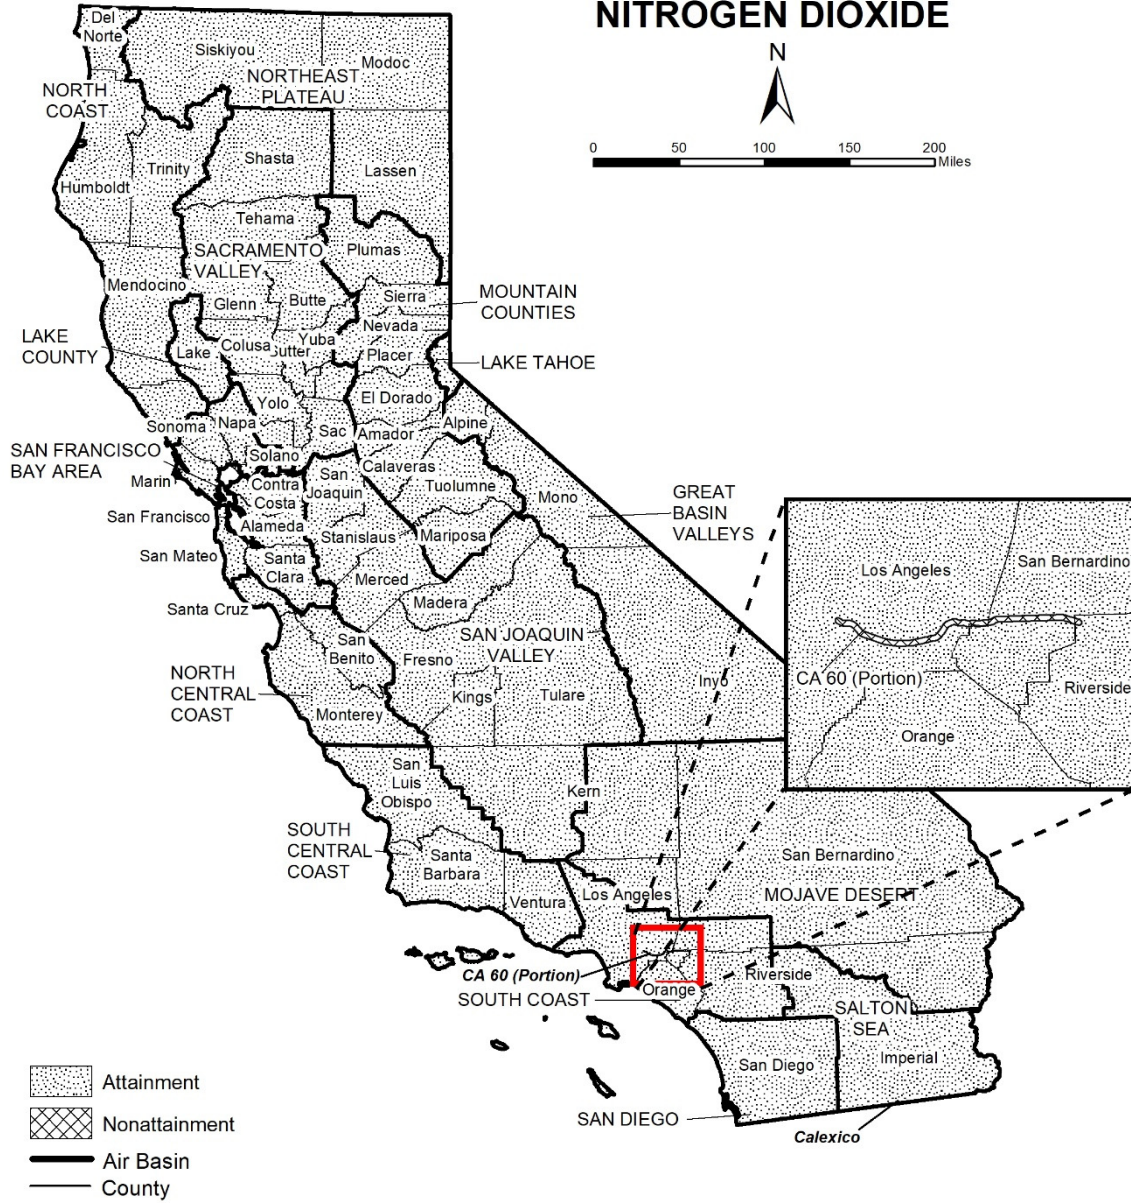 NITROGEN DIOXIDE
N
0 50 100 150 200
Miles
Del
Norte
Siskiyou
Modoc
NORTHEAST
PLATEAU
NORTH
COAST
Shasta
Trinity
Lassen
Humboldt
Tehama
SACRAMENTO
VALLEY
Plumas
Mendocino
Glenn
Butte
Sierra
MOUNTAIN
COUNTIES
Nevada
LAKE
COUNTY
Lake
Colusa
Yuba
utter
Placer
LAKE TAHOE
Yolo
El Dorado
Sonoma
Napa
Sac
Amador
Alpine
SAN FRANCISCO
BAY AREA
Solano
Calaveras
Marin
Contra
Costa
San
Joaquin
Tuolumne
Mono
GREAT
BASIN
VALLEYS
San Francisco
Alameda
Stanislaus
Mariposa
San Mateo
Santa
Clara
Merced
Madera
Santa Cruz
San
Benito
SAN JOAQUIN
VALLEY
Fresno
NORTH
CENTRAL
COAST
Kings
Tulare
Inyo
Monterey
Los Angeles
San Bernardino
CA 60 (Portion)
Riverside
Orange
San
Luis
Obispo
Kern
SOUTH
CENTRAL
COAST
Santa
Barbara
San Bernardino
Ventura
Los Angeles
MOJAVE DESERT
CA 60 (Portion)
Riverside
Orange
SOUTH COAST
SALTON
SEA
San Diego
Imperial
SAN DIEGO
Calexico
Attainment
Nonattainment
Air Basin
County